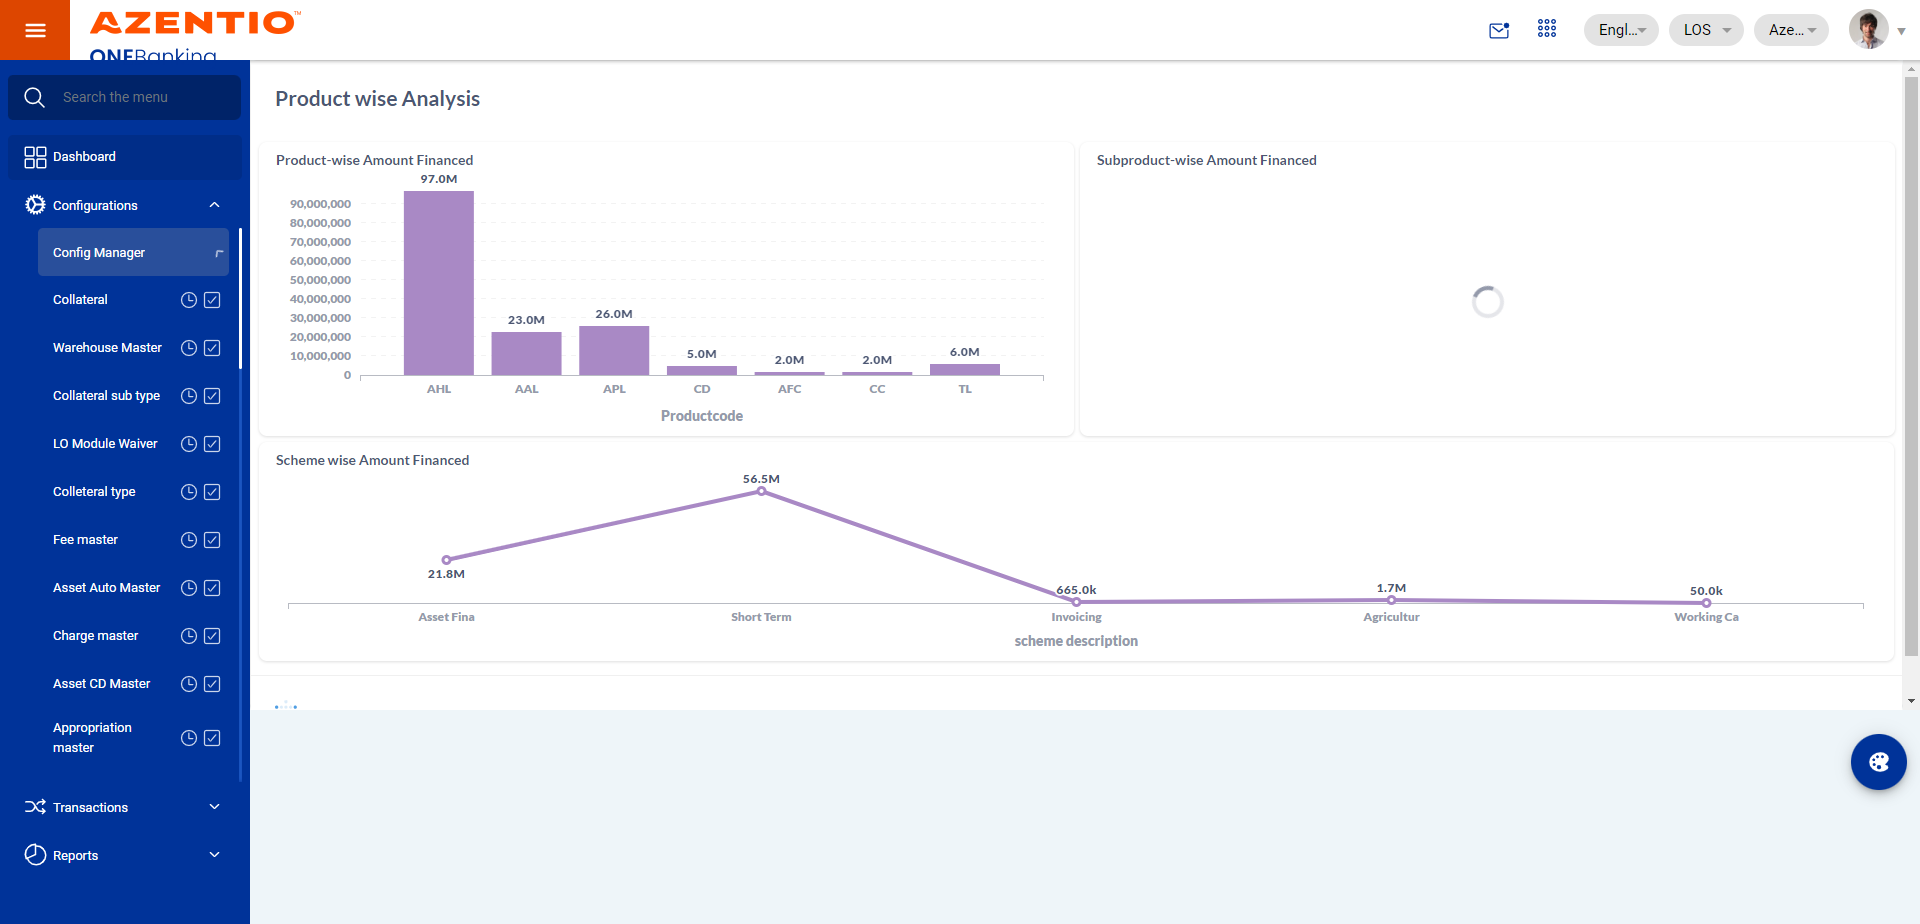 AZENTIO™
ONEBanking
Engl...
LOS
Aze...
Search the menu
Dashboard
Configurations
Config Manager
Collateral
Warehouse Master
Collateral sub type
LO Module Waiver
Colleteral type
Fee master
Asset Auto Master
Charge master
Asset CD Master
Appropriation
master
Transactions
Reports
Product wise Analysis
Product-wise Amount Financed
97.0M
90,000,000
80,000,000
70,000,000
60,000,000
50,000,000
40,000,000
30,000,000
20,000,000
10,000,000
0
23.0M
26.0M
5.0M
2.0M
2.0M
6.0M
AHL
AAL
APL
CD
AFC
CC
TL
Productcode
Subproduct-wise Amount Financed
Scheme wise Amount Financed
21.8M
56.5M
665.0k
1.7M
50.0k
Asset Fina
Short Term
Invoicing
Agricultur
Working Ca
scheme description